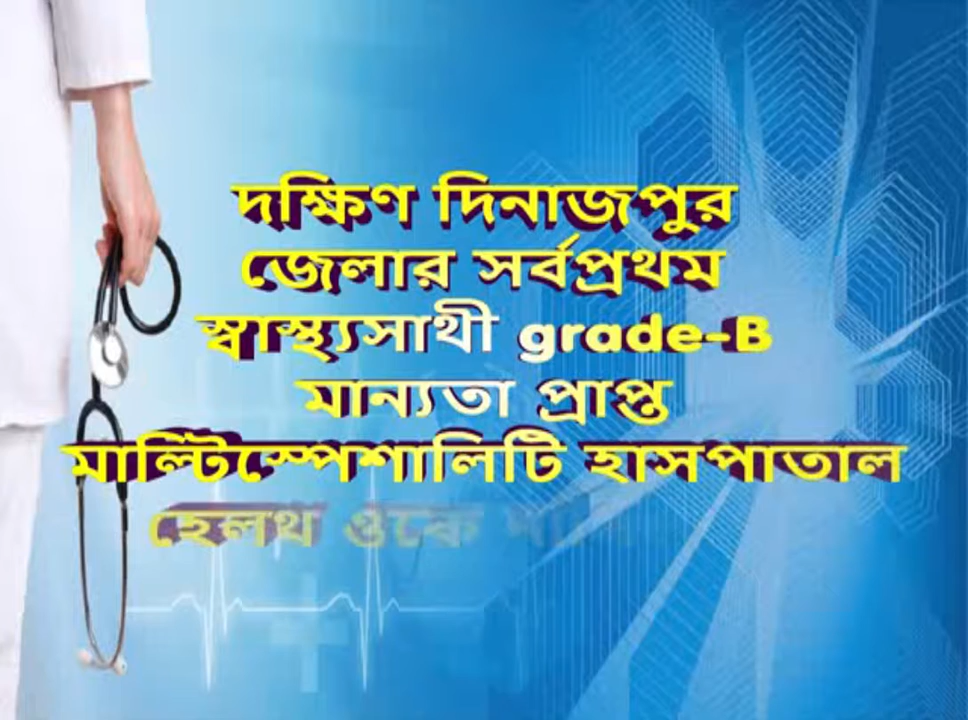 দক্ষিণ দিনাজপুর
জেলার সর্বপ্রথম
স্বাস্থ্যসাথী grade-B
মান্যতা প্রাপ্ত
মাল্টিস্পেশালিটি হাসপাতাল
হেলথ ওকে